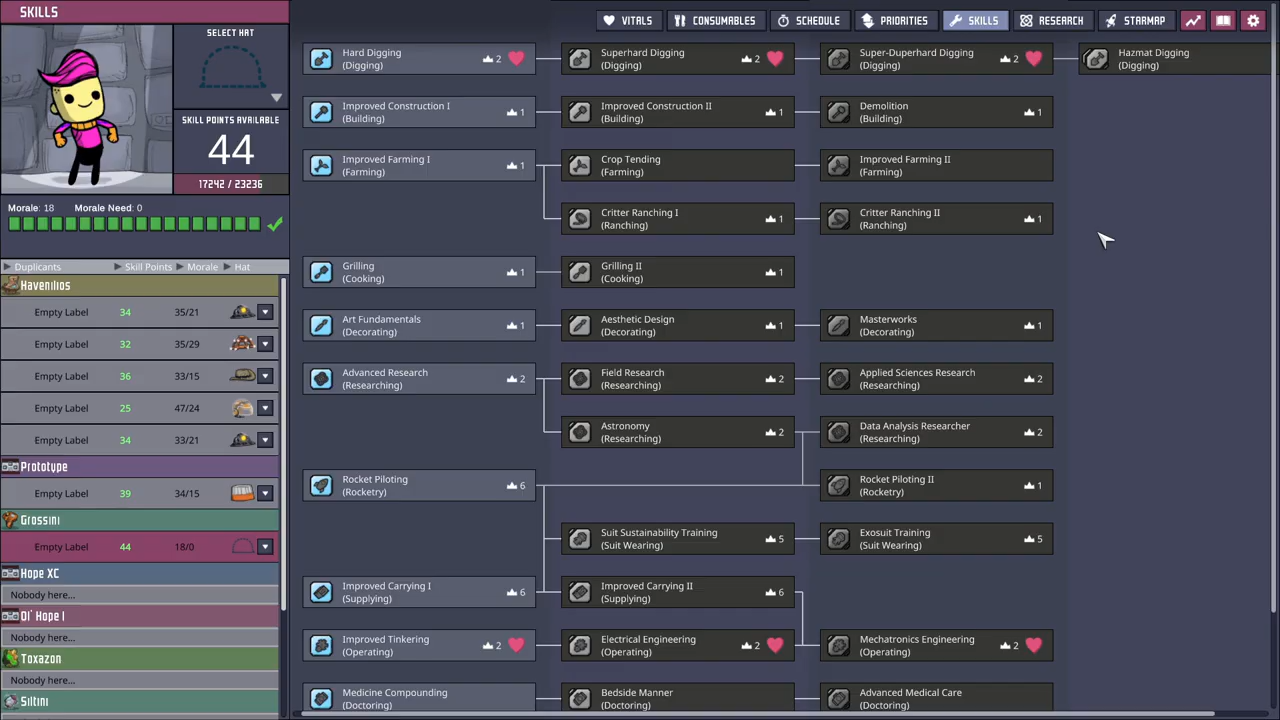 SKILLS
VITALS
CONSUMABLES
SCHEDULE
PRIORITIES
SKILLS
RESEARCH
STARMAP
SELECT HAT
SKILL POINTS AVAILABLE
44
17242 / 23236
Morale: 18
Morale Need: 0
Duplicants
Skill Points
Morale
Hat
Havenilios
Empty Label 34 35/21
Empty Label 32 35/29
Empty Label 36 33/15
Empty Label 25 47/24
Empty Label 34 33/21
Prototype
Empty Label 39 34/15
Grossini
Empty Label 44 18/0
Hope XC
Nobody here...
Ol' Hope I
Nobody here...
Toxazon
Nobody here...
Siltini
Hard Digging
(Digging)
2
Superhard Digging
(Digging)
2
Super-Duperhard Digging
(Digging)
2
Hazmat Digging
(Digging)
Improved Construction I
(Building)
1
Improved Construction II
(Building)
1
Demolition
(Building)
1
Improved Farming I
(Farming)
1
Crop Tending
(Farming)
Improved Farming II
(Farming)
Critter Ranching I
(Ranching)
1
Critter Ranching II
(Ranching)
1
Grilling
(Cooking)
1
Grilling II
(Cooking)
1
Art Fundamentals
(Decorating)
1
Aesthetic Design
(Decorating)
1
Masterworks
(Decorating)
1
Advanced Research
(Researching)
2
Field Research
(Researching)
2
Applied Sciences Research
(Researching)
2
Astronomy
(Researching)
2
Data Analysis Researcher
(Researching)
2
Rocket Piloting
(Rocketry)
6
Rocket Piloting II
(Rocketry)
1
Suit Sustainability Training
(Suit Wearing)
5
Exosuit Training
(Suit Wearing)
5
Improved Carrying I
(Supplying)
6
Improved Carrying II
(Supplying)
6
Improved Tinkering
(Operating)
2
Electrical Engineering
(Operating)
2
Mechatronics Engineering
(Operating)
2
Medicine Compounding
(Doctoring)
Bedside Manner
(Doctoring)
Advanced Medical Care
(Doctoring)